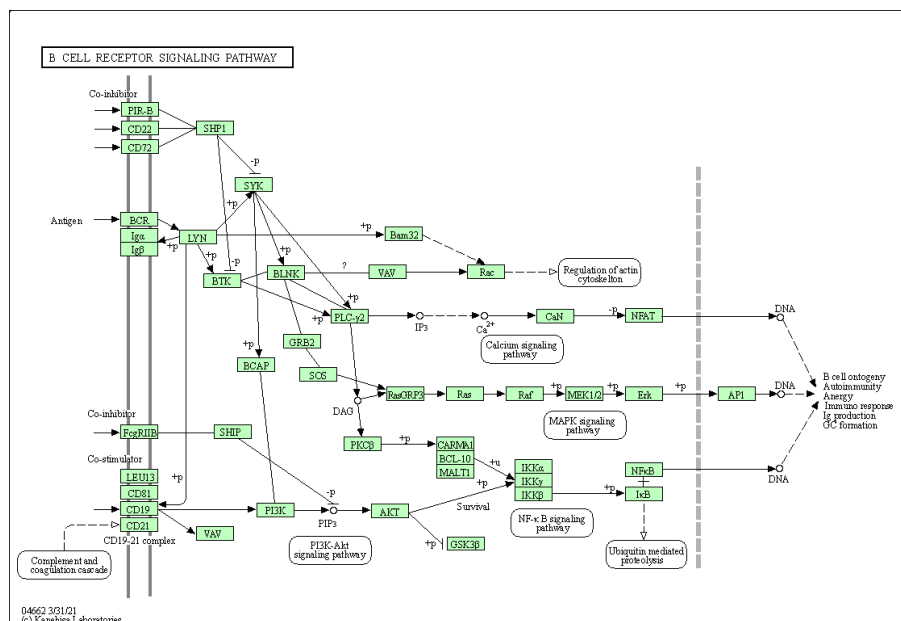 B CELL RECEPTOR SIGNALING PATHWAY
Co-inhibitor
PIR-B
CD22
CD72
SHP1
-p
SYK
+p
+p
Antigen
BCR
Igα
Igβ
LYN
+p
+p
-p
BTK
BLNK
?
VAV
+p
Bam32
Rac
Regulation of actin
cytoskelton
+p
+p
PLC-γ2
IP3
Ca2+
CaN
-p
NFAT
DNA
Calcium signaling
pathway
GRB2
+p
BCAP
SOS
DAG
RasGRP3
Ras
Raf
+p
MEK1/2
+p
Erk
+p
AP1
DNA
MAPK signaling
pathway
B cell ontogeny
Autoimmunity
Anergy
Immuno response
Ig production
GC formation
Co-inhibitor
FcgRIIB
SHIP
PKCβ
+p
CARMA1
BCL-10
MALT1
+u
IKKα
IKKγ
IKKβ
+p
+p
NFκB
IκB
DNA
Co-stimulator
LEU13
CD81
CD19
CD21
CD19-21 complex
+p
VAV
PI3K
-p
PIP3
AKT
Survival
+p
GSK3β
PI3K-Akt
signaling pathway
NF-κ B signaling
pathway
Ubiquitin mediated
proteolysis
Complement and
coagulation cascade
04662 3/31/21
(c) Kanehisa Laboratories